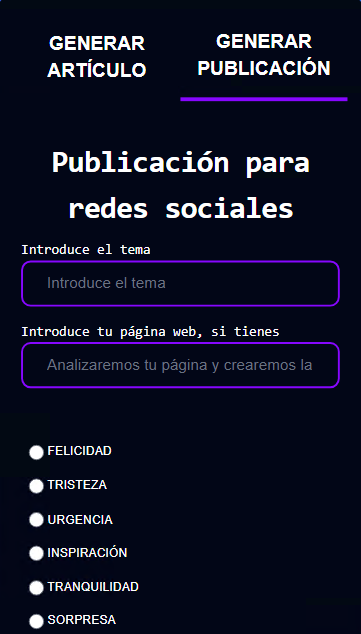 GENERAR
ARTÍCULO
GENERAR
PUBLICACIÓN
Publicación para
redes sociales
Introduce el tema
Introduce el tema
Introduce tu página web, si tienes
Analizaremos tu página y crearemos la
FELICIDAD
TRISTEZA
URGENCIA
INSPIRACIÓN
TRANQUILIDAD
SORPRESA